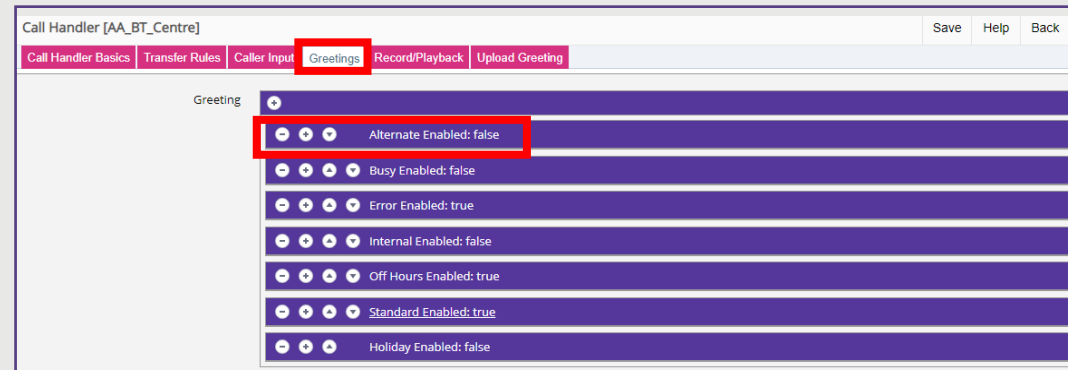 Call Handler [AA_BT_Centre] Save Help Back
Call Handler Basics Transfer Rules Caller Input Greetings Record/Playback Upload Greeting
Greeting
Alternate Enabled: false
Busy Enabled: false
Error Enabled: true
Internal Enabled: false
Off Hours Enabled: true
Standard Enabled: true
Holiday Enabled: false